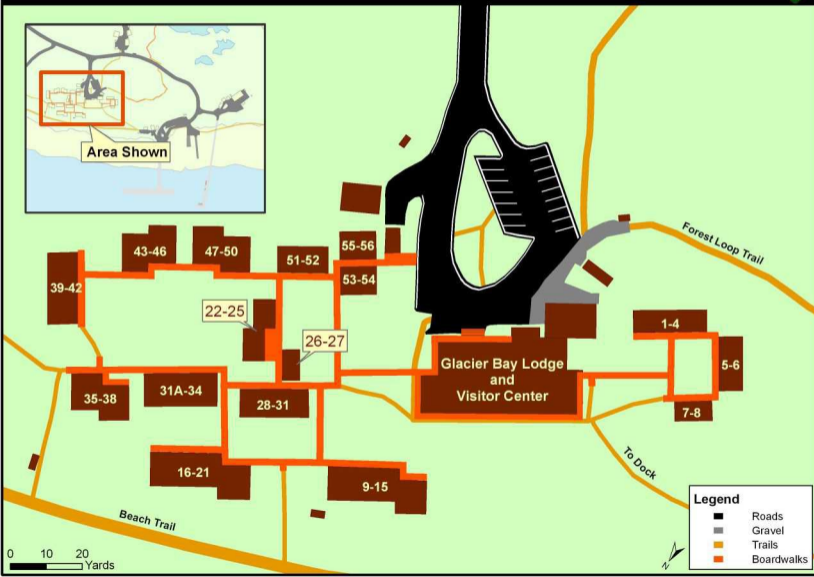 Area Shown
43-46
47-50
51-52
55-56
53-54
39-42
22-25
26-27
Forest Loop Trail
1-4
5-6
7-8
Glacier Bay Lodge
and
Visitor Center
35-38
31A-34
28-31
16-21
9-15
To Dock
Beach Trail
0 10 20
Yards
N
Legend
Roads
Gravel
Trails
Boardwalks